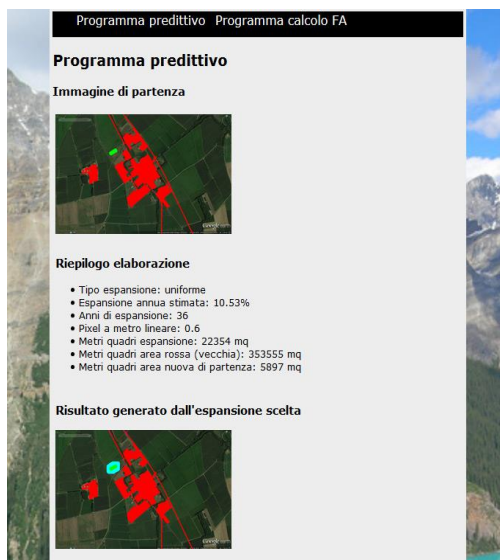 Programma predittivo Programma calcolo FA
Programma predittivo
Immagine di partenza
Google
Riepilogo elaborazione
• Tipo espansione: uniforme
• Espansione annua stimata: 10.53%
• Anni di espansione: 36
• Pixel a metro lineare: 0.6
• Metri quadri espansione: 22354 mq
• Metri quadri area rossa (vecchia): 353555 mq
• Metri quadri area nuova di partenza: 5897 mq
Risultato generato dall'espansione scelta
Google